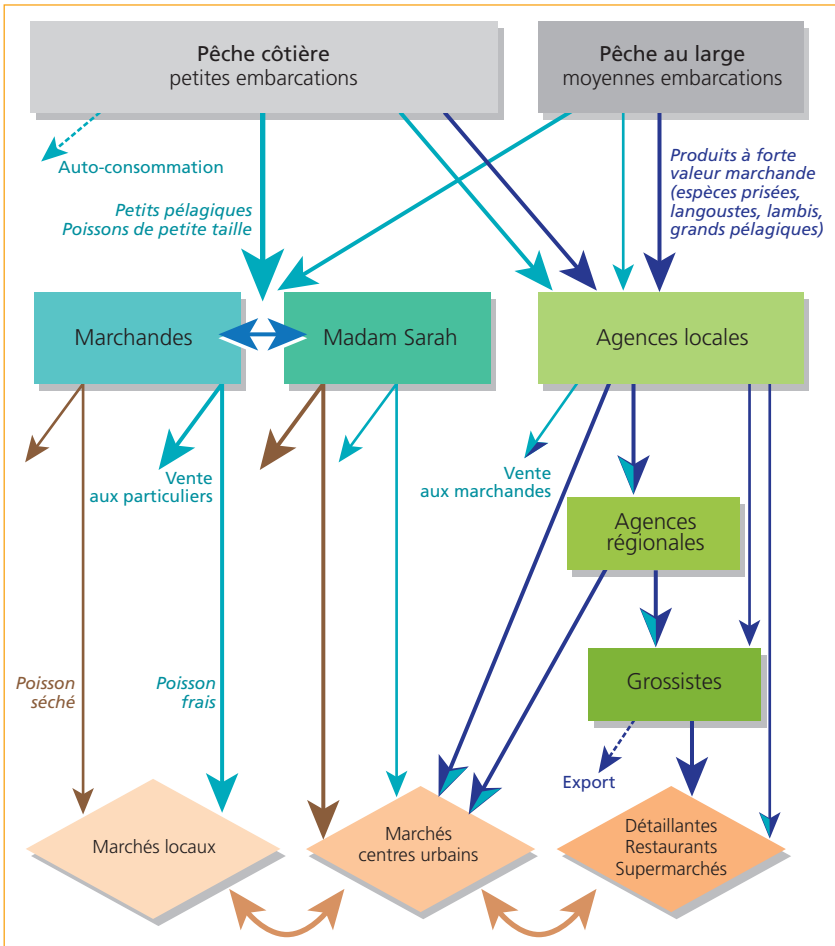 Pêche côtière
petites embarcations
Pêche au large
moyennes embarcations
Auto-consommation
Petits pélagiques
Poissons de petite taille
Produits à forte
valeur marchande
(espèces prisées,
langoustes, lambis,
grands pélagiques)
Marchandes
Madam Sarah
Agences locales
Vente
aux particuliers
Vente
aux marchandes
Agences
régionales
Grossistes
Poisson
séché
Poisson
frais
Export
Marchés locaux
Marchés
centres urbains
Détaillantes
Restaurants
Supermarchés